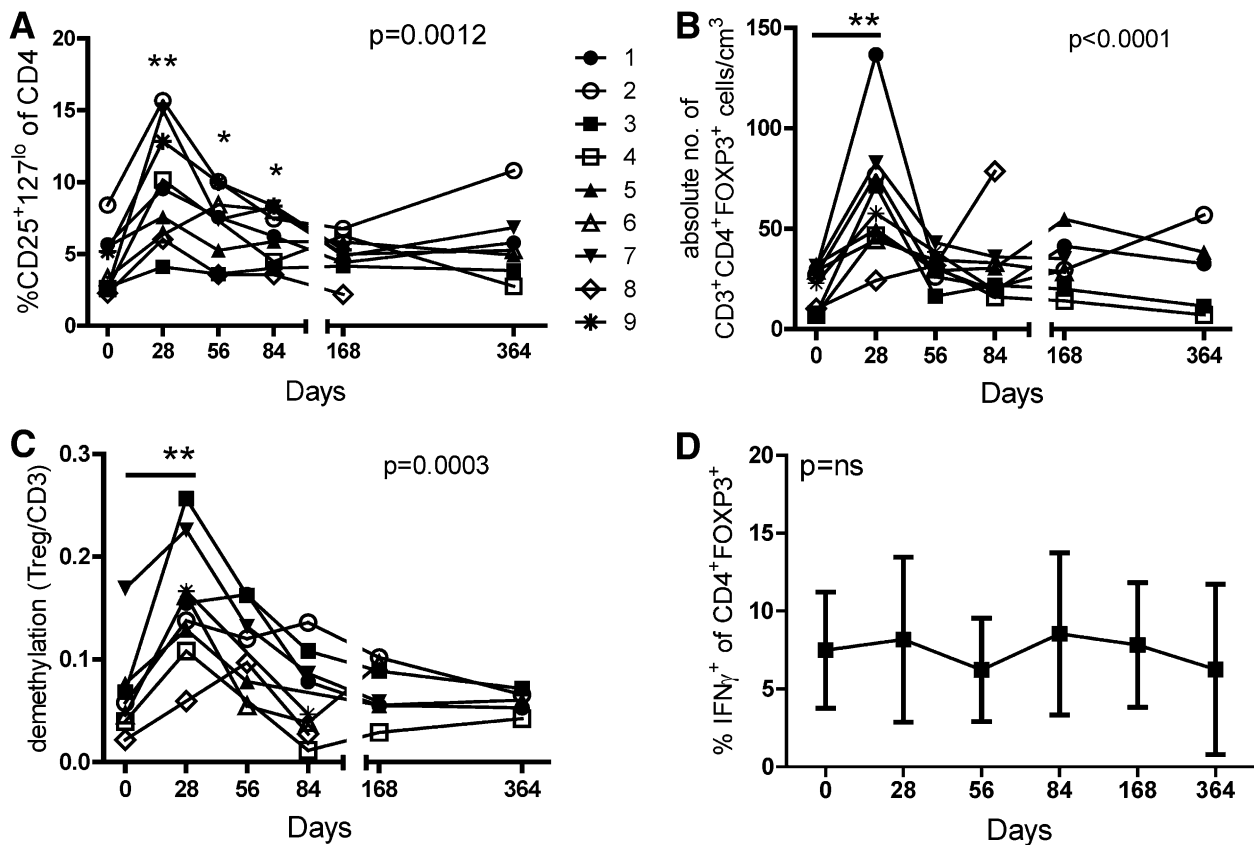 A
%CD25+127lo of CD4
20
15
10
5
0
**
*
*
p=0.0012
0 28 56 84 168 364
Days
1
2
3
4
5
6
7
8
9
B
absolute no. of
CD3+CD4+FOXP3+ cells/cm3
150
100
50
0
**
p<0.0001
0 28 56 84 168 364
Days
C
demethylation (Treg/CD3)
0.3
0.2
0.1
0.0
**
p=0.0003
0 28 56 84 168 364
Days
D
% IFNγ+ of CD4+FOXP3+
20
15
10
5
0
p=ns
0 28 56 84 168 364
Days